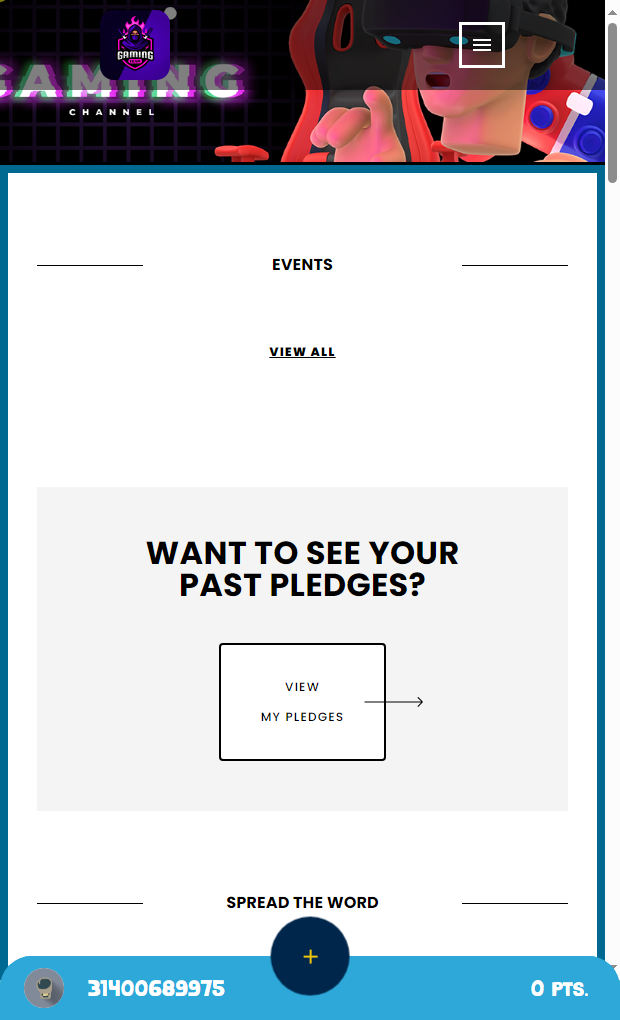 GAMING
GAMING
CHANNEL
EVENTS
VIEW ALL
WANT TO SEE YOUR
PAST PLEDGES?
VIEW
MY PLEDGES
SPREAD THE WORD
+
31400689975
0 PTS.